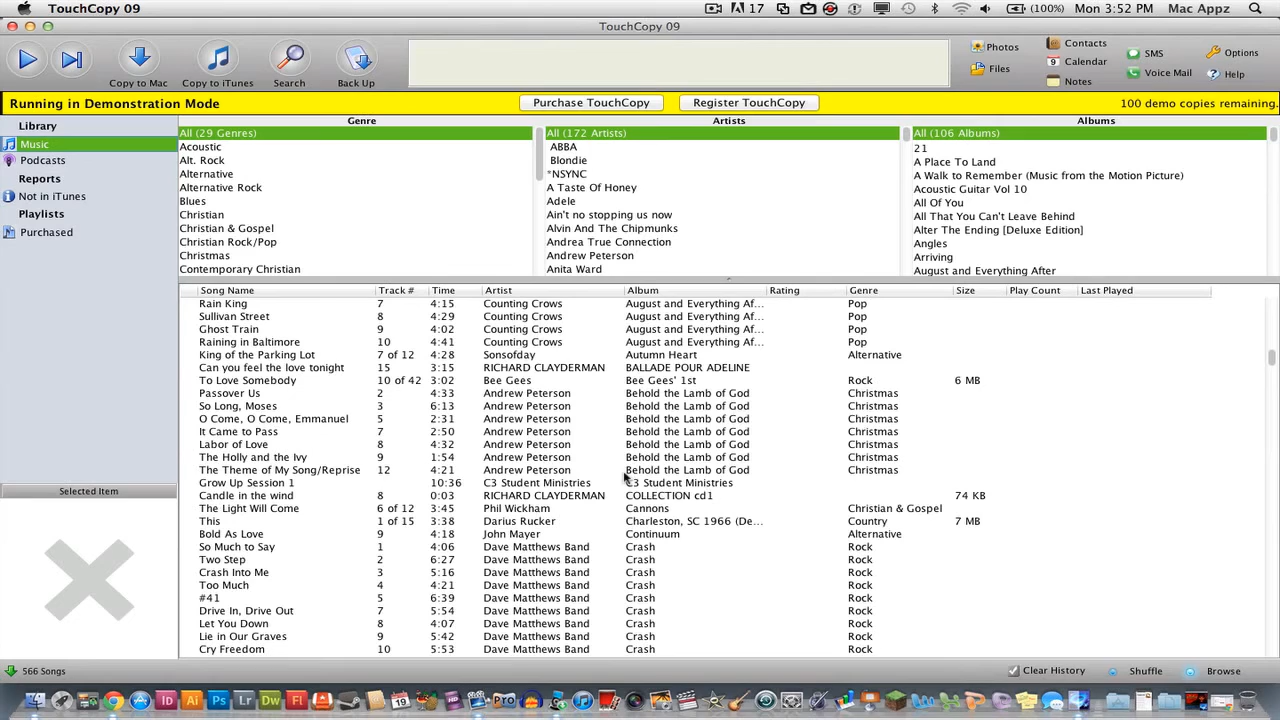 TouchCopy 09 17 (100%) Mon 3:52 PM Mac Appz
TouchCopy 09
Copy to Mac Copy to iTunes Search Back Up Photos Files Contacts Calendar Notes SMS Voice Mail Options Help
Running in Demonstration Mode Purchase TouchCopy Register TouchCopy 100 demo copies remaining.
Library
Music
Podcasts
Reports
Not in iTunes
Playlists
Purchased
Genre
All (29 Genres)
Acoustic
Alt. Rock
Alternative
Alternative Rock
Blues
Christian
Christian & Gospel
Christian Rock/Pop
Christmas
Contemporary Christian
Artists
All (172 Artists)
ABBA
Blondie
*NSYNC
A Taste Of Honey
Adele
Ain't no stopping us now
Alvin And The Chipmunks
Andrea True Connection
Andrew Peterson
Anita Ward
Albums
All (106 Albums)
21
A Place To Land
A Walk to Remember (Music from the Motion Picture)
Acoustic Guitar Vol 10
All Of You
All That You Can't Leave Behind
Alter The Ending [Deluxe Edition]
Angles
Arriving
August and Everything After
Song Name Track # Time Artist Album Rating Genre Size Play Count Last Played
Rain King 7 4:15 Counting Crows August and Everything Af... Pop
Sullivan Street 8 4:29 Counting Crows August and Everything Af... Pop
Ghost Train 9 4:02 Counting Crows August and Everything Af... Pop
Raining in Baltimore 10 4:41 Counting Crows August and Everything Af... Pop
King of the Parking Lot 7 of 12 4:28 Sonsofday Autumn Heart Alternative
Can you feel the love tonight 15 3:15 RICHARD CLAYDERMAN BALLADE POUR ADELINE
To Love Somebody 10 of 42 3:02 Bee Gees Bee Gees' 1st Rock 6 MB
Passover Us 2 4:33 Andrew Peterson Behold the Lamb of God Christmas
So Long, Moses 3 6:13 Andrew Peterson Behold the Lamb of God Christmas
O Come, O Come, Emmanuel 5 2:31 Andrew Peterson Behold the Lamb of God Christmas
It Came to Pass 7 2:50 Andrew Peterson Behold the Lamb of God Christmas
Labor of Love 8 4:32 Andrew Peterson Behold the Lamb of God Christmas
The Holly and the Ivy 9 1:54 Andrew Peterson Behold the Lamb of God Christmas
The Theme of My Song/Reprise 12 4:21 Andrew Peterson Behold the Lamb of God Christmas
Grow Up Session 1 10:36 C3 Student Ministries C3 Student Ministries
Candle in the wind 8 0:03 RICHARD CLAYDERMAN COLLECTION cd1 74 KB
The Light Will Come 6 of 12 3:45 Phil Wickham Cannons Christian & Gospel
This 1 of 15 3:38 Darius Rucker Charleston, SC 1966 (De... Country 7 MB
Bold As Love 9 4:18 John Mayer Continuum Alternative
So Much to Say 1 4:06 Dave Matthews Band Crash Rock
Two Step 2 6:27 Dave Matthews Band Crash Rock
Crash Into Me 3 5:16 Dave Matthews Band Crash Rock
Too Much 4 4:21 Dave Matthews Band Crash Rock
#41 5 6:39 Dave Matthews Band Crash Rock
Drive In, Drive Out 7 5:54 Dave Matthews Band Crash Rock
Let You Down 8 4:07 Dave Matthews Band Crash Rock
Lie in Our Graves 9 5:42 Dave Matthews Band Crash Rock
Cry Freedom 10 5:53 Dave Matthews Band Crash Rock
Selected Item
566 Songs Clear History Shuffle Browse
Id Ai Ps Lr Dw Fl 19